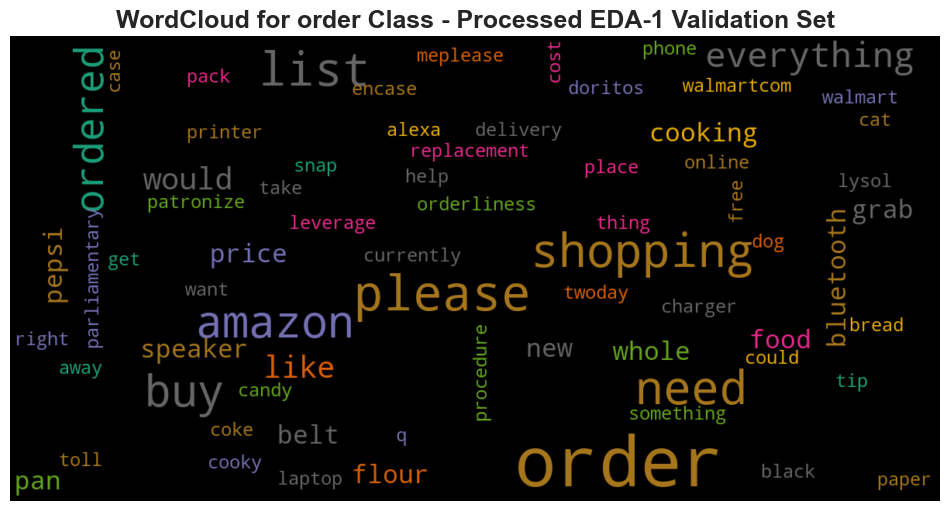 WordCloud for order Class - Processed EDA-1 Validation Set
ordered
case
pack
list
encase
meplease
cost
phone
everything
doritos
walmartcom
walmart
cat
printer
alexa
delivery
replacement
cooking
online
place
snap
help
would
take
patronize
orderliness
leverage
thing
free
lysol
grab
pepsi
parliamentary
get
price
currently
shopping
dog
bluetooth
want
please
twoday
charger
amazon
bread
right
speaker
procedure
new
whole
food
could
away
like
need
tip
buy
candy
something
coke
belt
q
order
toll
cooky
laptop
flour
black
pan
paper